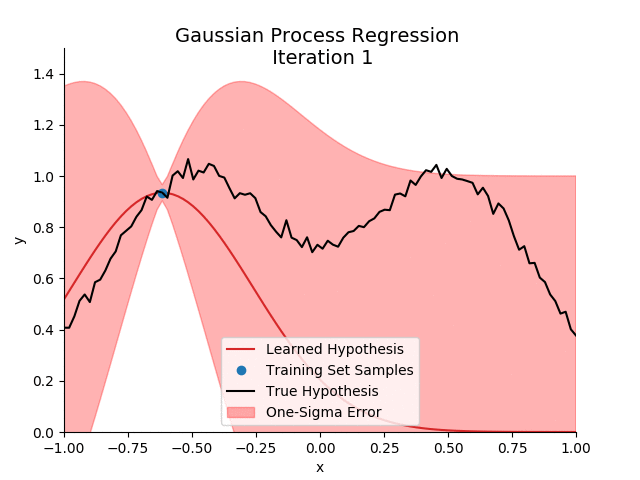 Gaussian Process Regression
Iteration 1
y
1.4
1.2
1.0
0.8
0.6
0.4
0.2
0.0
Learned Hypothesis
Training Set Samples
True Hypothesis
One-Sigma Error
−1.00 −0.75 −0.50 −0.25 0.00 0.25 0.50 0.75 1.00
x